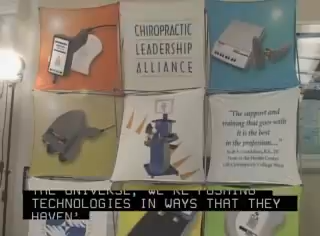 CHIROPRACTIC
LEADERSHIP
ALLIANCE
"The support and
training that goes with
it is the best
in the profession...."
THE UNIVERSE, WE'RE PUSHING
TECHNOLOGIES IN WAYS THAT THEY
HAVEN'